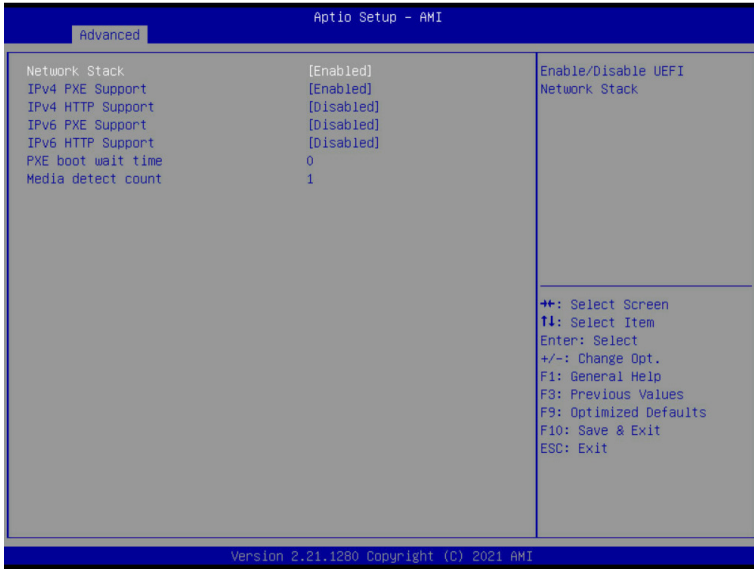 Aptio Setup – AMI
Advanced
Network Stack [Enabled]
IPv4 PXE Support [Enabled]
IPv4 HTTP Support [Disabled]
IPv6 PXE Support [Disabled]
IPv6 HTTP Support [Disabled]
PXE boot wait time 0
Media detect count 1
Enable/Disable UEFI
Network Stack
→←: Select Screen
↑↓: Select Item
Enter: Select
+/-: Change Opt.
F1: General Help
F3: Previous Values
F9: Optimized Defaults
F10: Save & Exit
ESC: Exit
Version 2.21.1280 Copyright (C) 2021 AMI